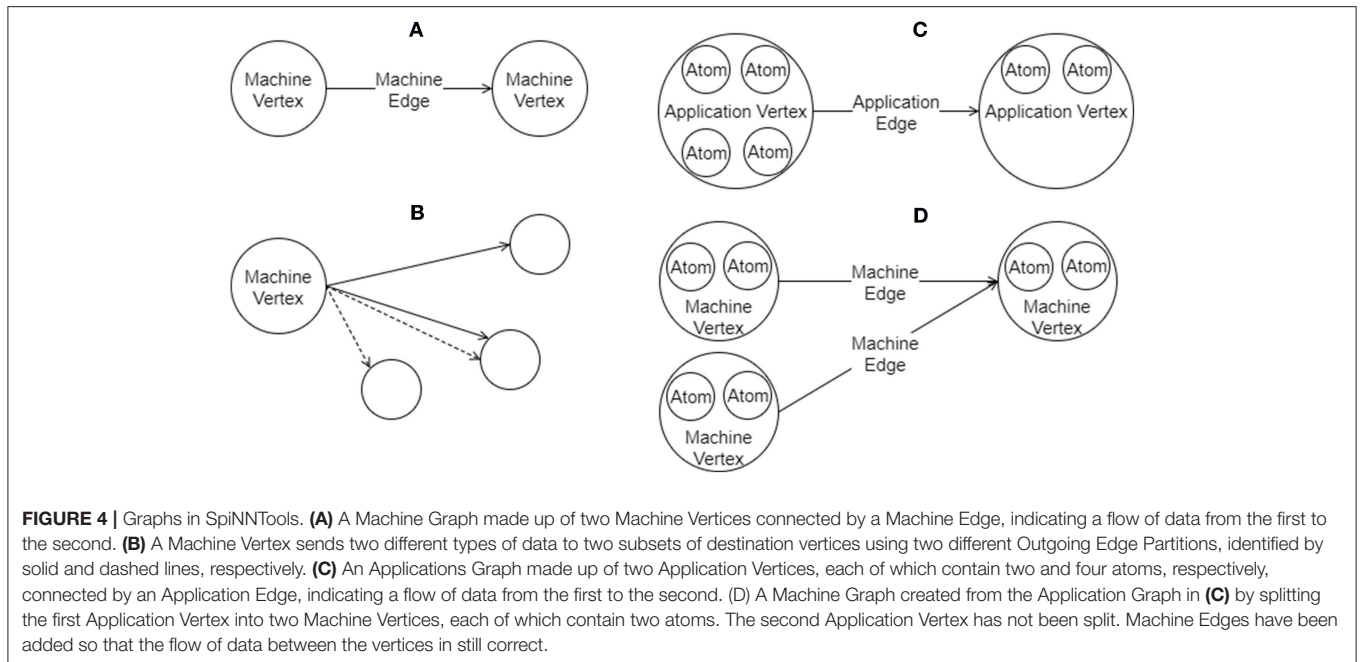 A
Machine
Vertex
Machine
Edge
Machine
Vertex
B
Machine
Vertex
C
Atom
Atom
Application Vertex
Atom
Atom
Application
Edge
Atom
Atom
Application Vertex
D
Atom
Atom
Machine
Vertex
Machine
Edge
Atom
Atom
Machine
Vertex
Machine
Edge
Atom
Atom
Machine
Vertex
FIGURE 4 | Graphs in SpiNNTools. (A) A Machine Graph made up of two Machine Vertices connected by a Machine Edge, indicating a flow of data from the first to
the second. (B) A Machine Vertex sends two different types of data to two subsets of destination vertices using two different Outgoing Edge Partitions, identified by
solid and dashed lines, respectively. (C) An Applications Graph made up of two Application Vertices, each of which contain two and four atoms, respectively,
connected by an Application Edge, indicating a flow of data from the first to the second. (D) A Machine Graph created from the Application Graph in (C) by splitting
the first Application Vertex into two Machine Vertices, each of which contain two atoms. The second Application Vertex has not been split. Machine Edges have been
added so that the flow of data between the vertices in still correct.